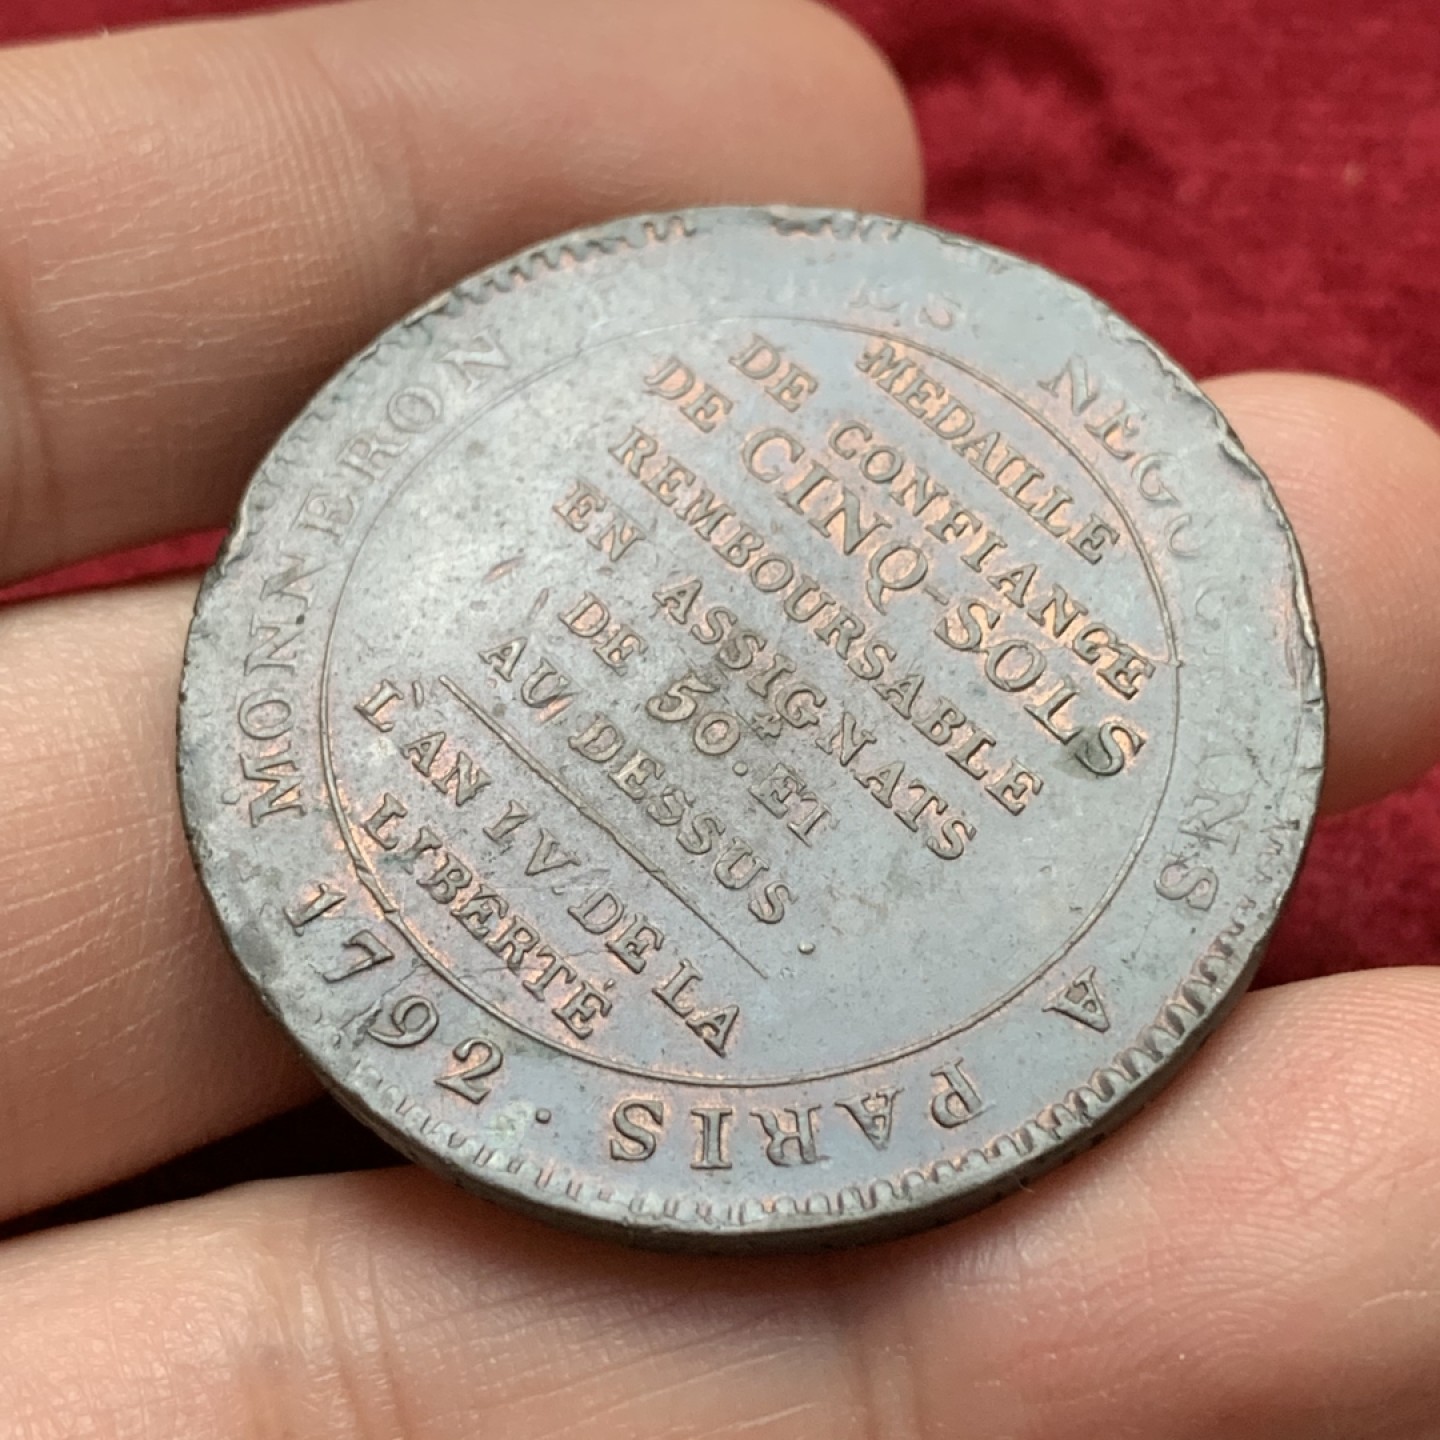 MONNERON NEGOCIANS A PARIS . 1792 .
MEDAILLE
DE CONFIANCE
DE CINQ-SOLS
REMBOURSABLE
EN ASSIGNATS
DE 50# ET
AU DESSUS .
L'AN IV DE LA
LIBERTÉ